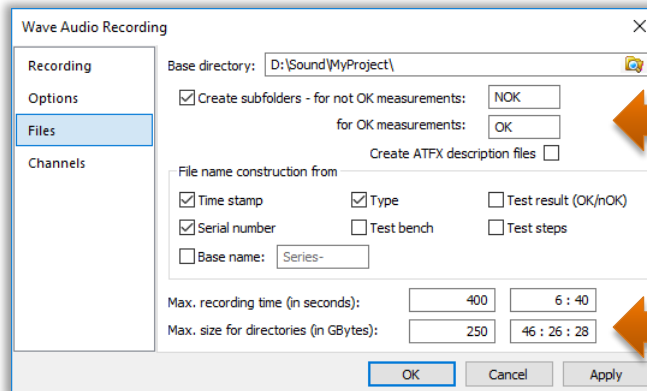 Wave Audio Recording
Recording
Options
Files
Channels
Base directory: D:\Sound\MyProject\
Create subfolders - for not OK measurements: NOK
for OK measurements: OK
Create ATFX description files
File name construction from
Time stamp Type Test result (OK/nOK)
Serial number Test bench Test steps
Base name: Series-
Max. recording time (in seconds): 400 6 : 40
Max. size for directories (in GBytes): 250 46 : 26 : 28
OK Cancel Apply